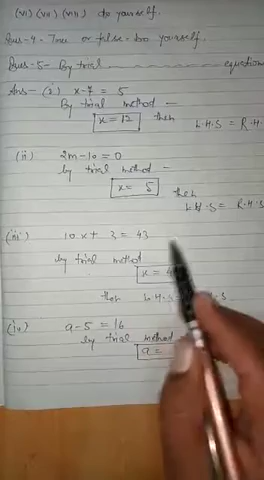 (vi) (vii) (viii) do yourself.
Ques-4- True or false - Do yourself.
Ques-5- By trial ---------- equation
Ans - (i) x-7 = 5
By trial method —
x = 12 then
L.H.S = R.H.
(ii) 2m-10 = 0
by trial method —
x = 5 then
L.H.S = R.H.S
(iii) 10x + 3 = 43
by trial method
x = 4
then L.H.S = R.H.S
(iv) a-5 = 16
by trial method
a =